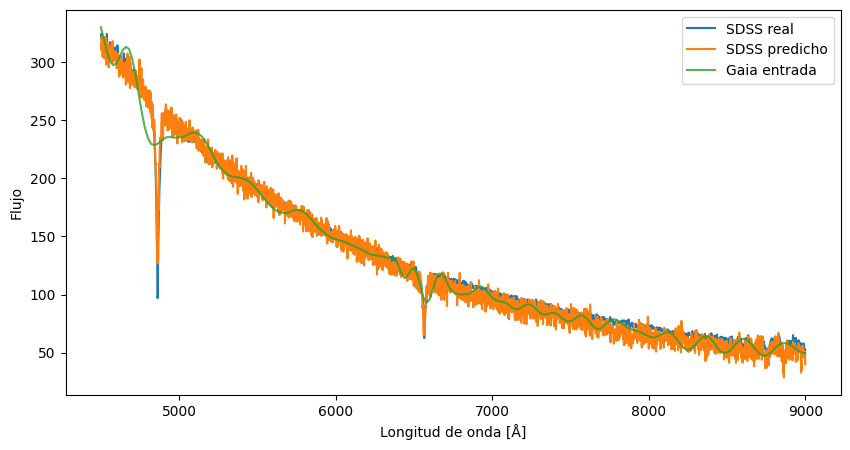 SDSS real
SDSS predicho
Gaia entrada
Flujo
300
250
200
150
100
50
5000
6000
7000
8000
9000
Longitud de onda [Å]